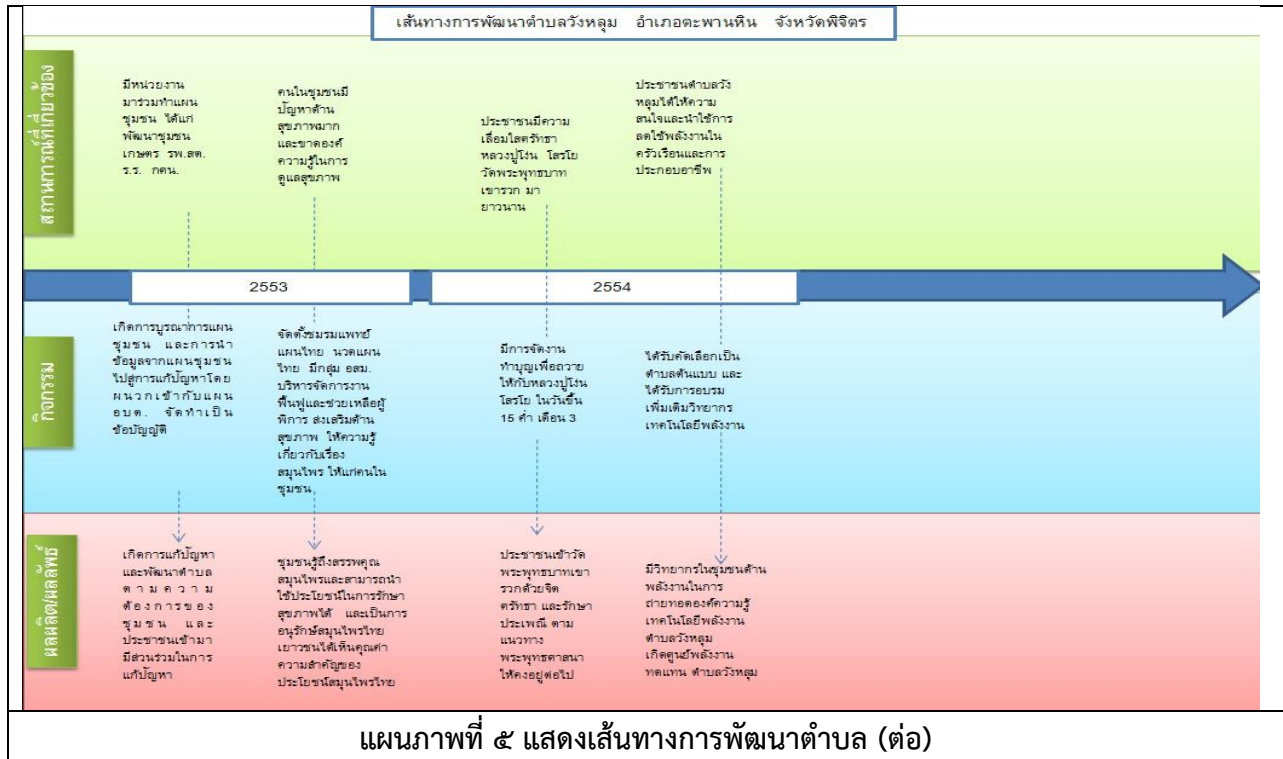 เส้นทางการพัฒนาตำบลวังหลุม อำเภอตะพานหิน จังหวัดพิจิตร
สถานการณ์ที่เกี่ยวข้อง
มีหน่วยงาน
มาร่วมทำแผน
ชุมชน ได้แก่
พัฒนาชุมชน
เกษตร รพ.สต.
ร.ร. กศน.
คนในชุมชนมี
ปัญหาด้าน
สุขภาพมาก
และขาดองค์
ความรู้ในการ
ดูแลสุขภาพ
ประชาชนมีความ
เลื่อมใสศรัทธา
หลวงปู่โง่น โสรโย
วัดพระพุทธบาท
เขารวก มา
ยาวนาน
ประชาชนตำบลวัง
หลุมได้ให้ความ
สนใจและนำใช้การ
ลดใช้พลังงานใน
ครัวเรือนและการ
ประกอบอาชีพ
2553
2554
กิจกรรม
เกิดการบูรณาการแผน
ชุมชน และการนำ
ข้อมูลจากแผนชุมชน
ไปสู่การแก้ปัญหาโดย
ผนวกเข้ากับแผน
อบต. จัดทำเป็น
ข้อบัญญัติ
จัดตั้งชมรมแพทย์
แผนไทย นวดแผน
ไทย มีกลุ่ม อสม.
บริหารจัดการงาน
ฟื้นฟูและช่วยเหลือผู้
พิการ ส่งเสริมด้าน
สุขภาพ ให้ความรู้
เกี่ยวกับเรื่อง
สมุนไพร ให้แก่คนใน
ชุมชน
มีการจัดงาน
ทำบุญเพื่อถวาย
ให้กับหลวงปู่โง่น
โสรโย ในวันขึ้น
15 ค่ำ เดือน 3
ได้รับคัดเลือกเป็น
ตำบลต้นแบบ และ
ได้รับการอบรม
เพิ่มเติมวิทยากร
เทคโนโลยีพลังงาน
ผลผลิต/ผลลัพธ์
เกิดการแก้ปัญหา
และพัฒนาตำบล
ตามความ
ต้องการของ
ชุมชน และ
ประชาชนเข้ามา
มีส่วนร่วมในการ
แก้ปัญหา
ชุมชนรู้ถึงสรรพคุณ
สมุนไพรและสามารถนำ
ใช้ประโยชน์ในการรักษา
สุขภาพได้ และเป็นการ
อนุรักษ์สมุนไพรไทย
เยาวชนได้เห็นคุณค่า
ความสำคัญของ
ประโยชน์สมุนไพรไทย
ประชาชนเข้าวัด
พระพุทธบาทเขา
รวกด้วยจิต
ศรัทธา และรักษา
ประเพณี ตาม
แนวทาง
พระพุทธศาสนา
ให้คงอยู่ต่อไป
มีวิทยากรในชุมชนด้าน
พลังงานในการ
ถ่ายทอดองค์ความรู้
เทคโนโลยีพลังงาน
ตำบลวังหลุม
เกิดศูนย์พลังงาน
ทดแทน ตำบลวังหลุม
แผนภาพที่ ๕ แสดงเส้นทางการพัฒนาตำบล (ต่อ)